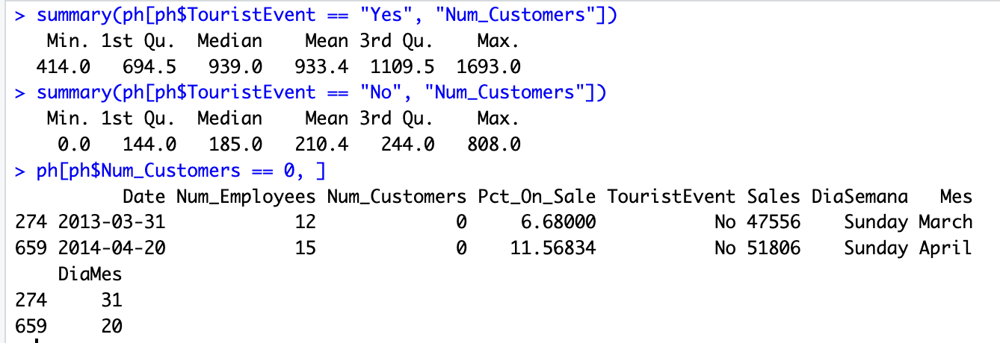 > summary(ph[ph$TouristEvent == "Yes", "Num_Customers"])
Min. 1st Qu. Median Mean 3rd Qu. Max.
414.0 694.5 939.0 933.4 1109.5 1693.0
> summary(ph[ph$TouristEvent == "No", "Num_Customers"])
Min. 1st Qu. Median Mean 3rd Qu. Max.
0.0 144.0 185.0 210.4 244.0 808.0
> ph[ph$Num_Customers == 0, ]
Date Num_Employees Num_Customers Pct_On_Sale TouristEvent Sales DiaSemana Mes
274 2013-03-31 12 0 6.68000 No 47556 Sunday March
659 2014-04-20 15 0 11.56834 No 51806 Sunday April
DiaMes
274 31
659 20